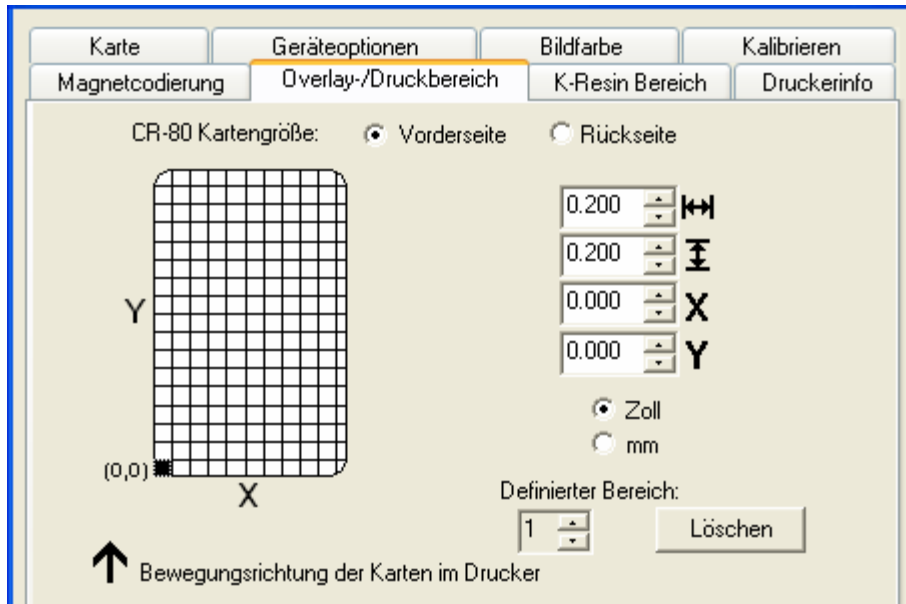 Karte Geräteoptionen Bildfarbe Kalibrieren
Magnetcodierung Overlay-/Druckbereich K-Resin Bereich Druckerinfo
CR-80 Kartengröße: Vorderseite Rückseite
0.200
0.200
0.000 X
Y 0.000 Y
Zoll
mm
(0,0)
X
Definierter Bereich:
1 Löschen
Bewegungsrichtung der Karten im Drucker